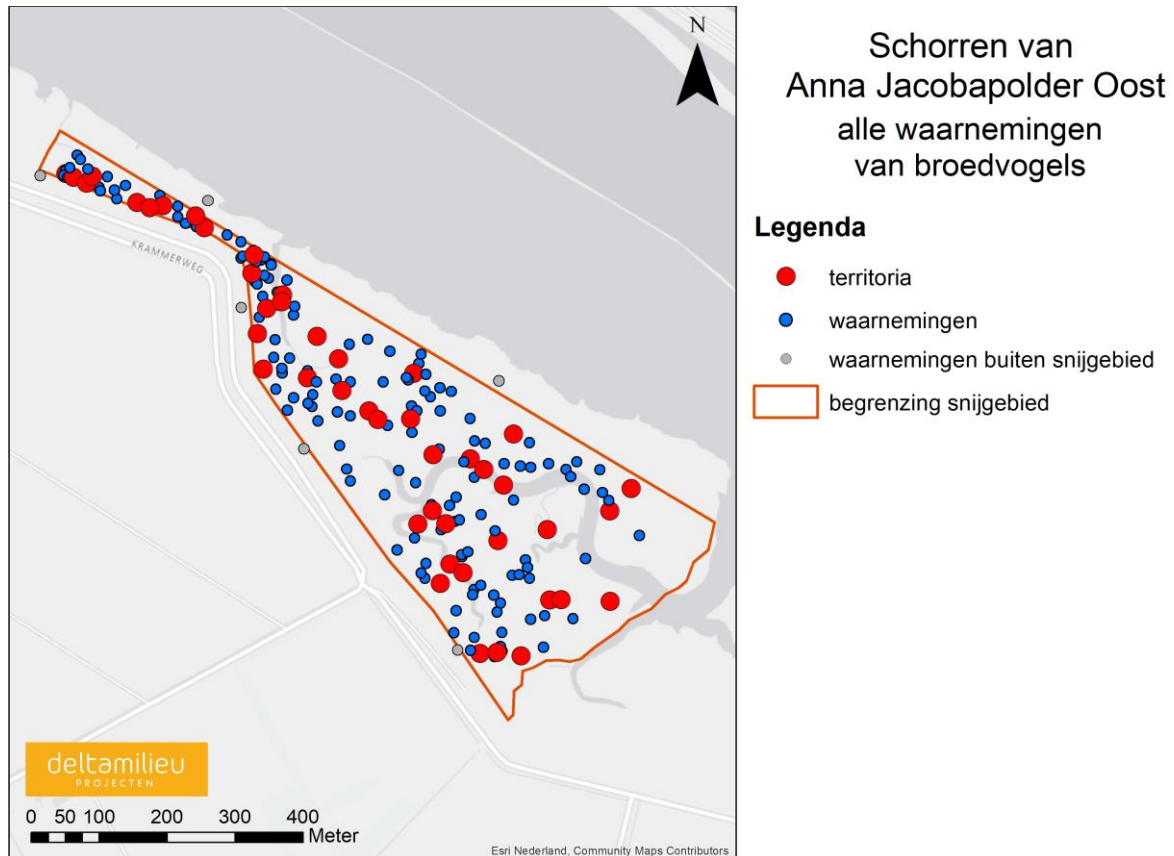 Schorren van
Anna Jacobapolder Oost
alle waarnemingen
van broedvogels
Legenda
territoria
waarnemingen
waarnemingen buiten snijgebied
begrenzing snijgebied
N
KRAMMERWEG
deltamilieu
PROJECTEN
0 50 100 200 300 400
Meter
Esri Nederland, Community Maps Contributors